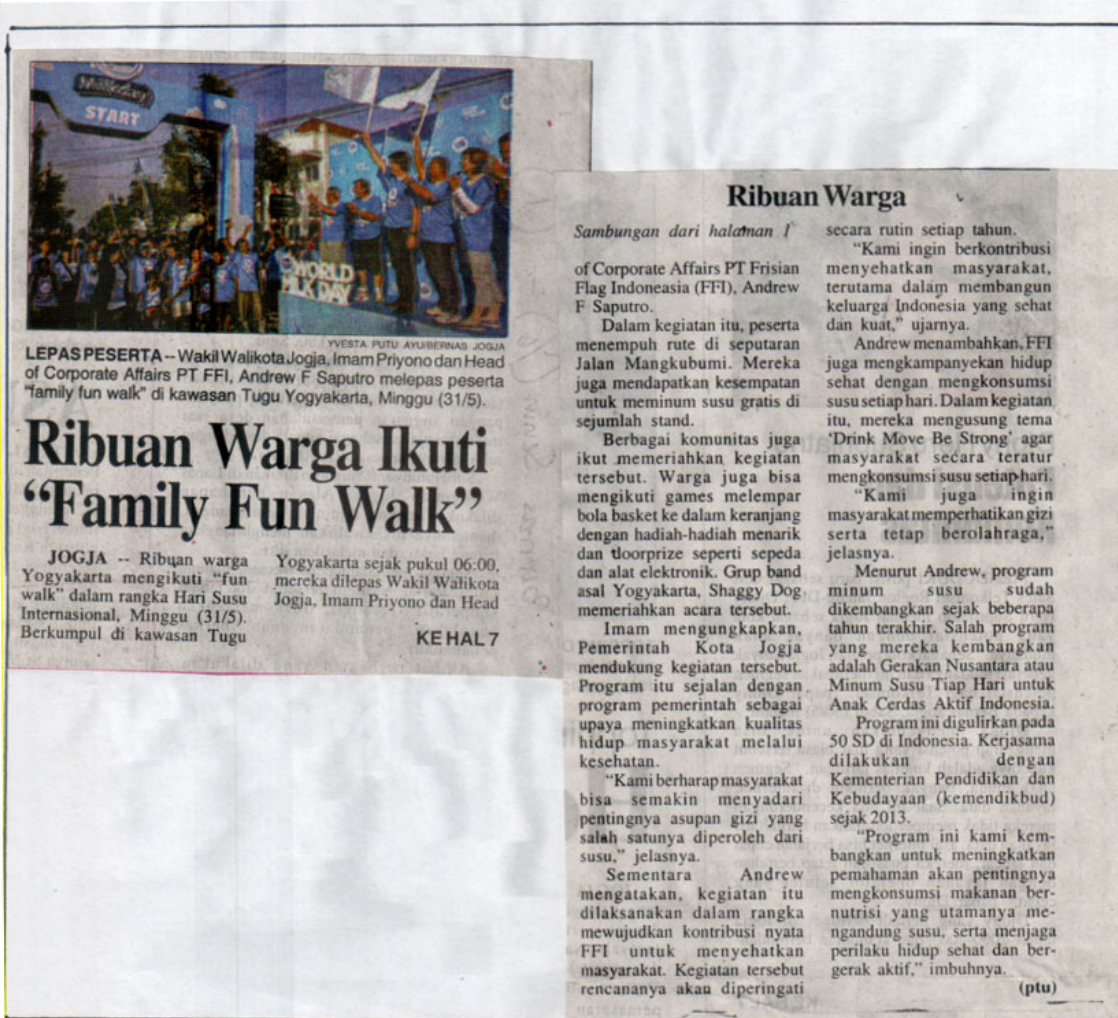 START
WORLD
MILK DAY
YVESTA PUTU AYU/BERNAS JOGJA
LEPAS PESERTA -- Wakil Walikota Jogja, Imam Priyono dan Head
of Corporate Affairs PT FFI, Andrew F Saputro melepas peserta
"family fun walk" di kawasan Tugu Yogyakarta, Minggu (31/5).
Ribuan Warga Ikuti
“Family Fun Walk”
JOGJA -- Ribuan warga
Yogyakarta mengikuti “fun
walk” dalam rangka Hari Susu
Internasional, Minggu (31/5).
Berkumpul di kawasan Tugu
Yogyakarta sejak pukul 06:00,
mereka dilepas Wakil Walikota
Jogja, Imam Priyono dan Head
KE HAL 7
Ribuan Warga
Sambungan dari halaman 1
of Corporate Affairs PT Frisian
Flag Indoneasia (FFI), Andrew
F Saputro.
Dalam kegiatan itu, peserta
menempuh rute di seputaran
Jalan Mangkubumi. Mereka
juga mendapatkan kesempatan
untuk meminum susu gratis di
sejumlah stand.
Berbagai komunitas juga
ikut memeriahkan kegiatan
tersebut. Warga juga bisa
mengikuti games melempar
bola basket ke dalam keranjang
dengan hadiah-hadiah menarik
dan doorprize seperti sepeda
dan alat elektronik. Grup band
asal Yogyakarta, Shaggy Dog
memeriahkan acara tersebut.
Imam mengungkapkan,
Pemerintah Kota Jogja
mendukung kegiatan tersebut.
Program itu sejalan dengan
program pemerintah sebagai
upaya meningkatkan kualitas
hidup masyarakat melalui
kesehatan.
“Kami berharap masyarakat
bisa semakin menyadari
pentingnya asupan gizi yang
salah satunya diperoleh dari
susu,” jelasnya.
Sementara Andrew
mengatakan, kegiatan itu
dilaksanakan dalam rangka
mewujudkan kontribusi nyata
FFI untuk menyehatkan
masyarakat. Kegiatan tersebut
rencananya akan diperingati
secara rutin setiap tahun.
“Kami ingin berkontribusi
menyehatkan masyarakat,
terutama dalam membangun
keluarga Indonesia yang sehat
dan kuat,” ujarnya.
Andrew menambahkan, FFI
juga mengkampanyekan hidup
sehat dengan mengkonsumsi
susu setiap hari. Dalam kegiatan
itu, mereka mengusung tema
‘Drink Move Be Strong’ agar
masyarakat secara teratur
mengkonsumsi susu setiap hari.
“Kami juga ingin
masyarakat memperhatikan gizi
serta tetap berolahraga,”
jelasnya.
Menurut Andrew, program
minum susu sudah
dikembangkan sejak beberapa
tahun terakhir. Salah program
yang mereka kembangkan
adalah Gerakan Nusantara atau
Minum Susu Tiap Hari untuk
Anak Cerdas Aktif Indonesia.
Program ini digulirkan pada
50 SD di Indonesia. Kerjasama
dilakukan dengan
Kementerian Pendidikan dan
Kebudayaan (kemendikbud)
sejak 2013.
“Program ini kami kem-
bangkan untuk meningkatkan
pemahaman akan pentingnya
mengkonsumsi makanan ber-
nutrisi yang utamanya me-
ngandung susu, serta menjaga
perilaku hidup sehat dan ber-
gerak aktif,” imbuhnya.
(ptu)